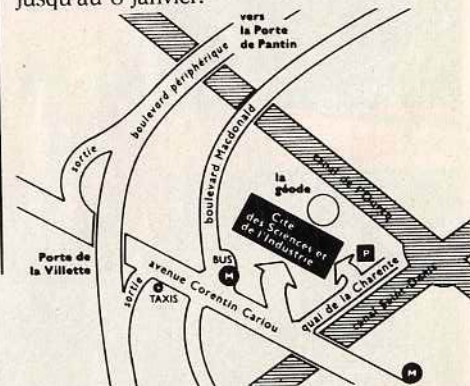 jusqu'au 6 janvier.
vers
la Porte
de Pantin
boulevard périphérique
sortie
boulevard Macdonald
canal de l'Ourcq
la
géode
Cité
des Sciences et
de l'Industrie
P
Porte de
la Villette
BUS
M
avenue Corentin Cariou
sortie
TAXIS
quai de la Charente
canal Saint-Denis
M